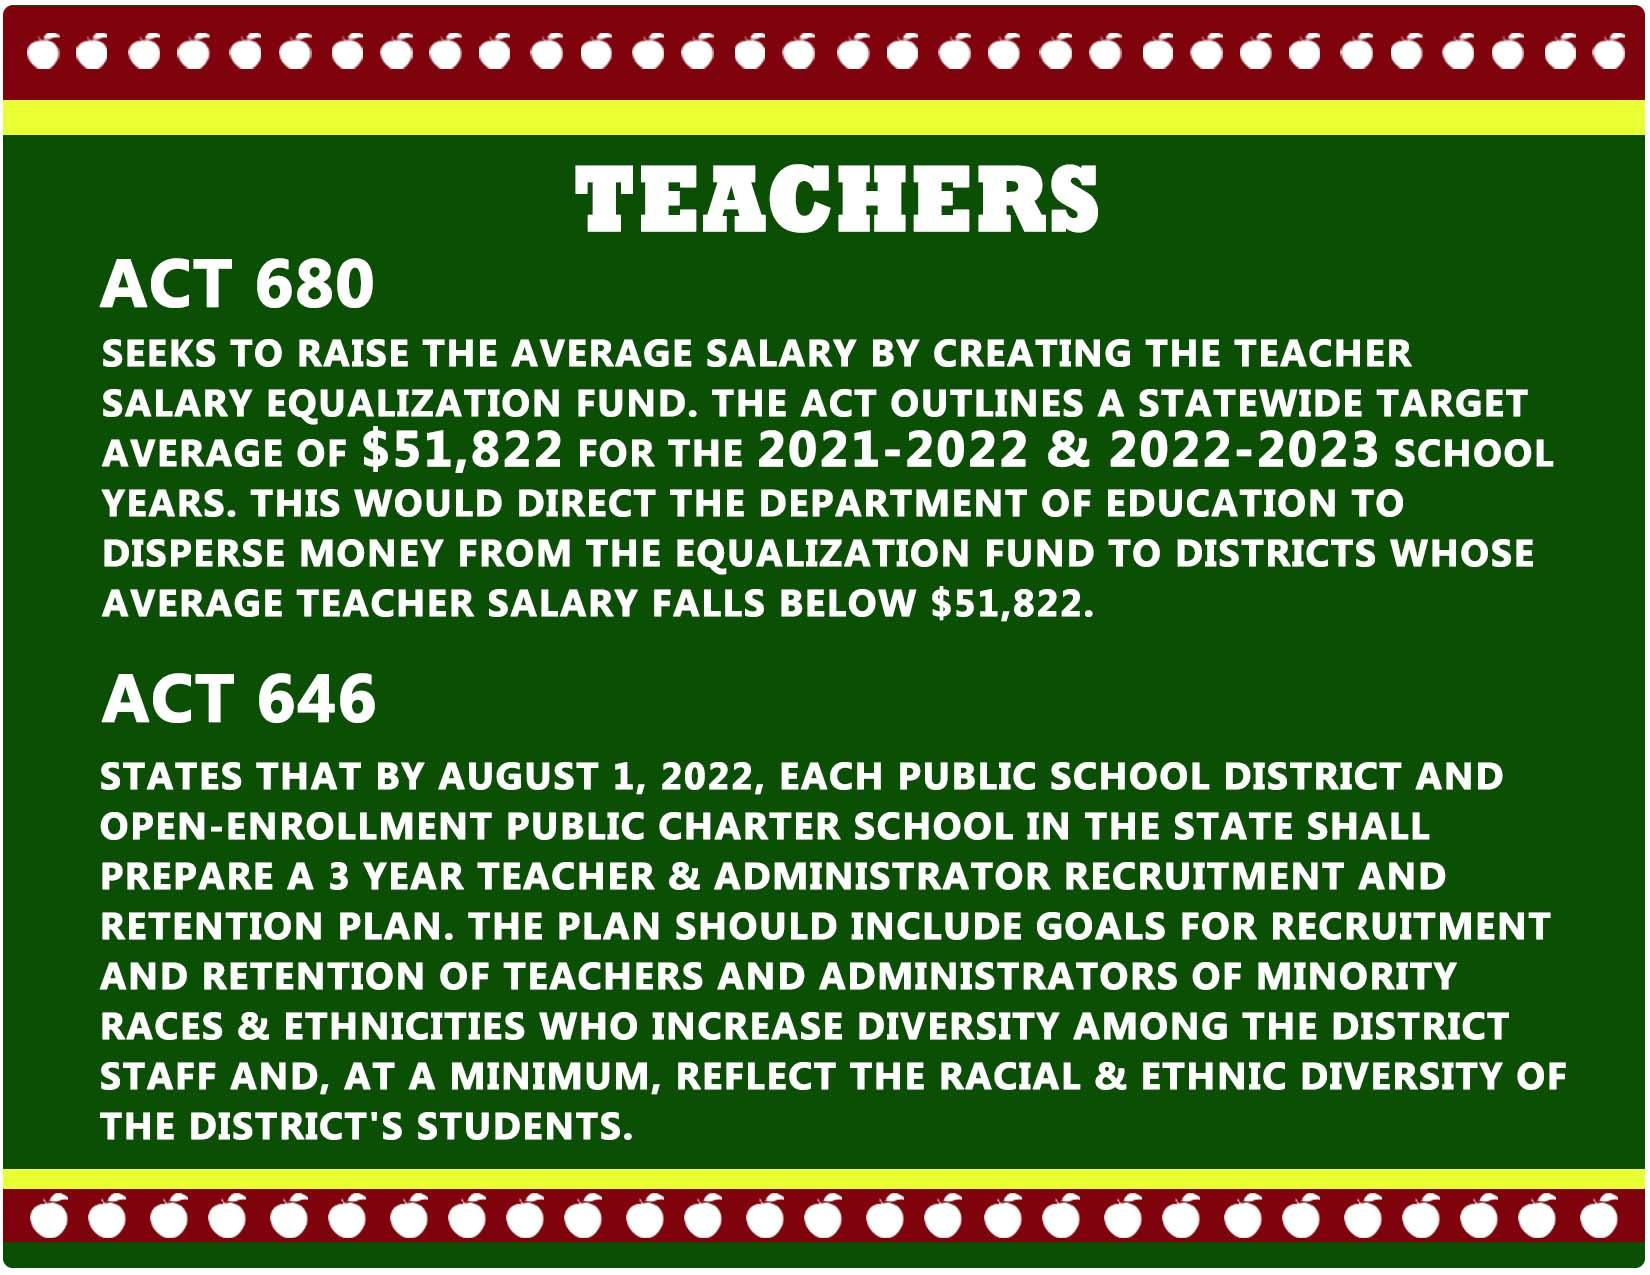 TEACHERS
ACT 680
SEEKS TO RAISE THE AVERAGE SALARY BY CREATING THE TEACHER
SALARY EQUALIZATION FUND. THE ACT OUTLINES A STATEWIDE TARGET
AVERAGE OF $51,822 FOR THE 2021-2022 & 2022-2023 SCHOOL
YEARS. THIS WOULD DIRECT THE DEPARTMENT OF EDUCATION TO
DISPERSE MONEY FROM THE EQUALIZATION FUND TO DISTRICTS WHOSE
AVERAGE TEACHER SALARY FALLS BELOW $51,822.
ACT 646
STATES THAT BY AUGUST 1, 2022, EACH PUBLIC SCHOOL DISTRICT AND
OPEN-ENROLLMENT PUBLIC CHARTER SCHOOL IN THE STATE SHALL
PREPARE A 3 YEAR TEACHER & ADMINISTRATOR RECRUITMENT AND
RETENTION PLAN. THE PLAN SHOULD INCLUDE GOALS FOR RECRUITMENT
AND RETENTION OF TEACHERS AND ADMINISTRATORS OF MINORITY
RACES & ETHNICITIES WHO INCREASE DIVERSITY AMONG THE DISTRICT
STAFF AND, AT A MINIMUM, REFLECT THE RACIAL & ETHNIC DIVERSITY OF
THE DISTRICT'S STUDENTS.